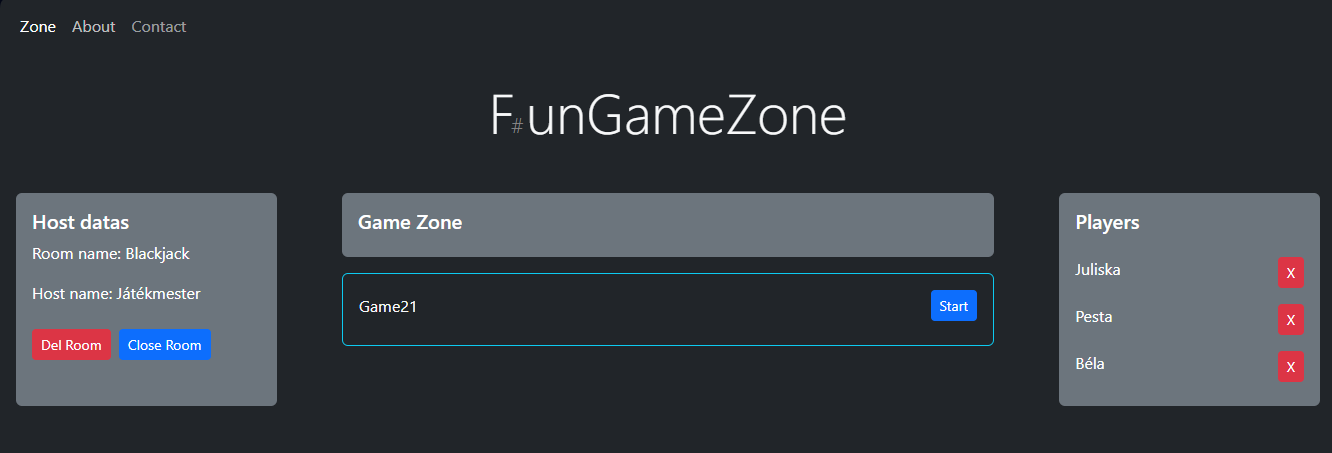 Zone About Contact
F#unGameZone
Host datas
Room name: Blackjack
Host name: Játékmester
Del Room Close Room
Game Zone
Game21 Start
Players
Juliska X
Pesta X
Béla X